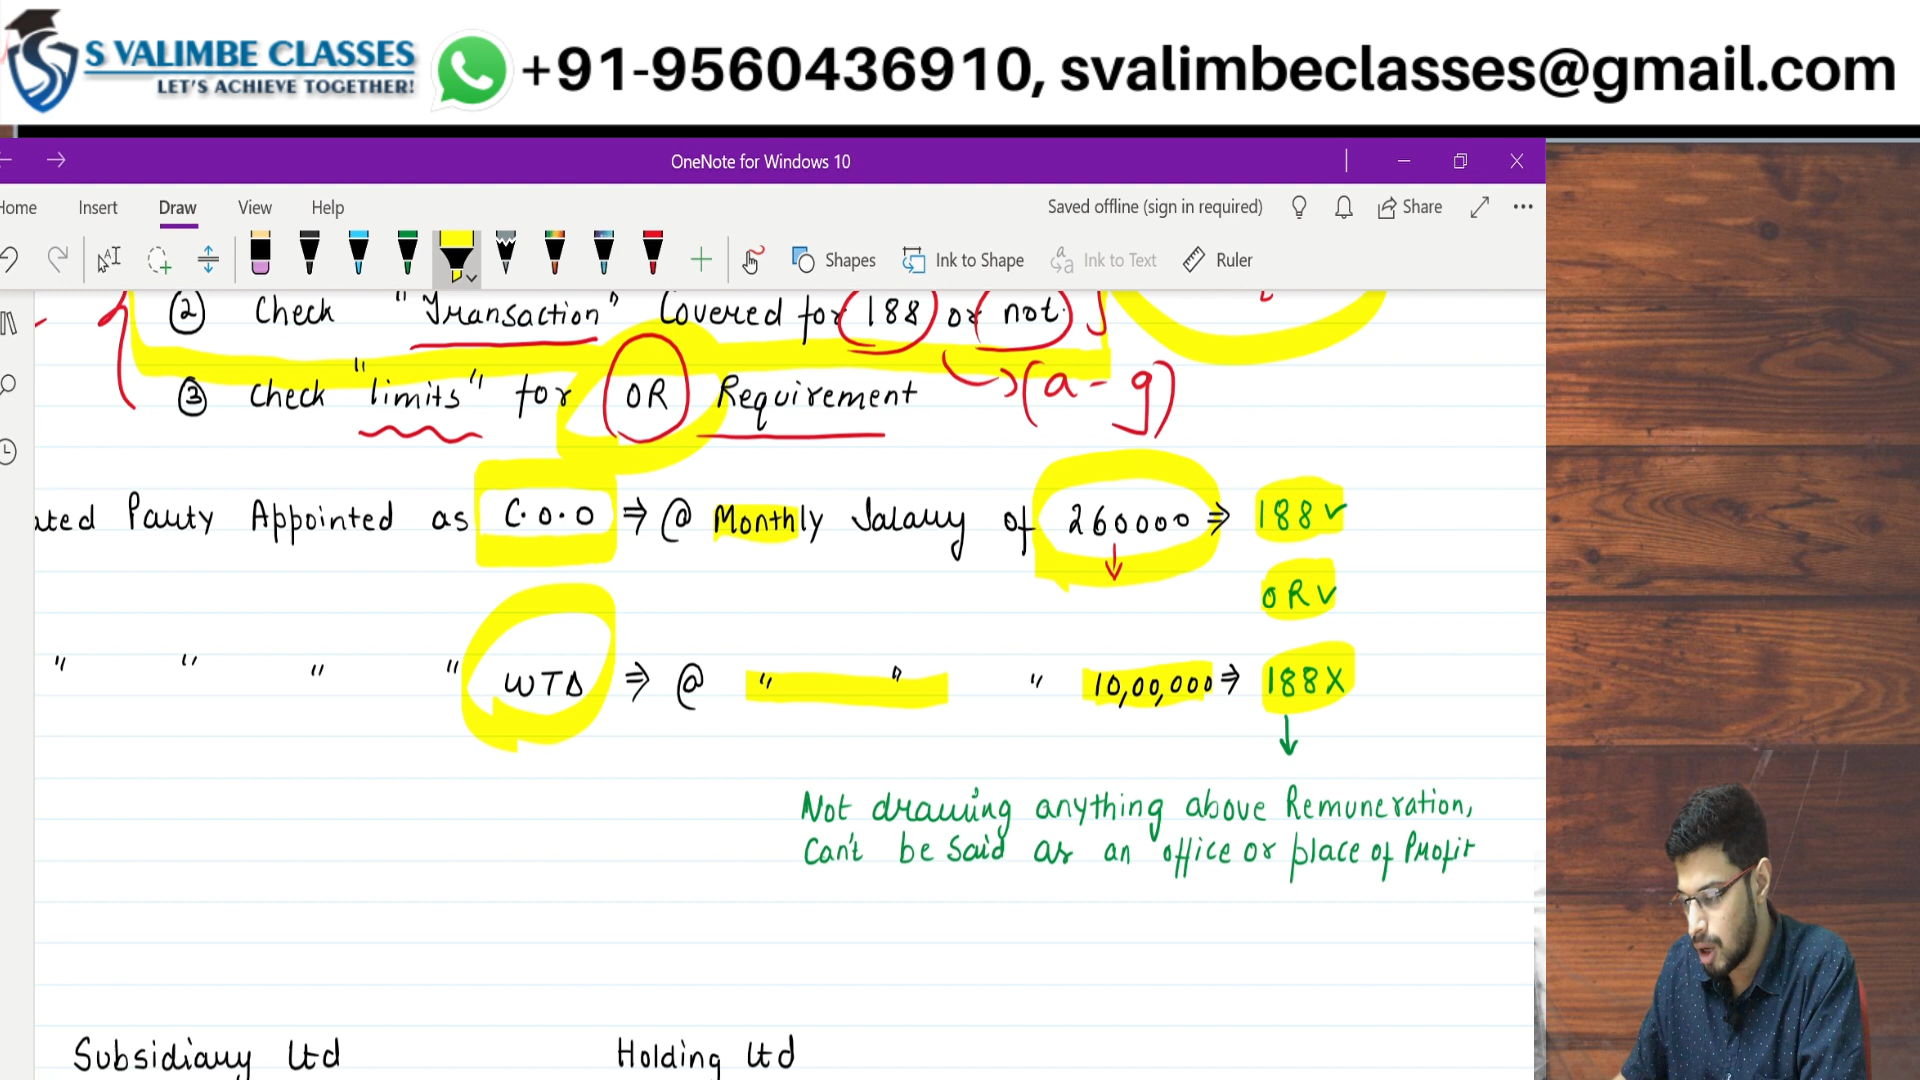 S VALIMBE CLASSES
LET'S ACHIEVE TOGETHER!
+91-9560436910, svalimbeclasses@gmail.com
OneNote for Windows 10
Home Insert Draw View Help
Saved offline (sign in required) Share
Shapes Ink to Shape Ink to Text Ruler
② Check "Transaction" Covered for 188 or not
③ Check "limits" for OR Requirement (a - g)
ated Party Appointed as C.O.O ⇒ @ Monthly Salary of 260000 ⇒ 188 ✓
OR ✓
" " " " WTD ⇒ @ " " " 10,00,000 ⇒ 188X
Not drawing anything above Remuneration,
Can't be Said as an office or place of Profit
Subsidiary Ltd Holding Ltd